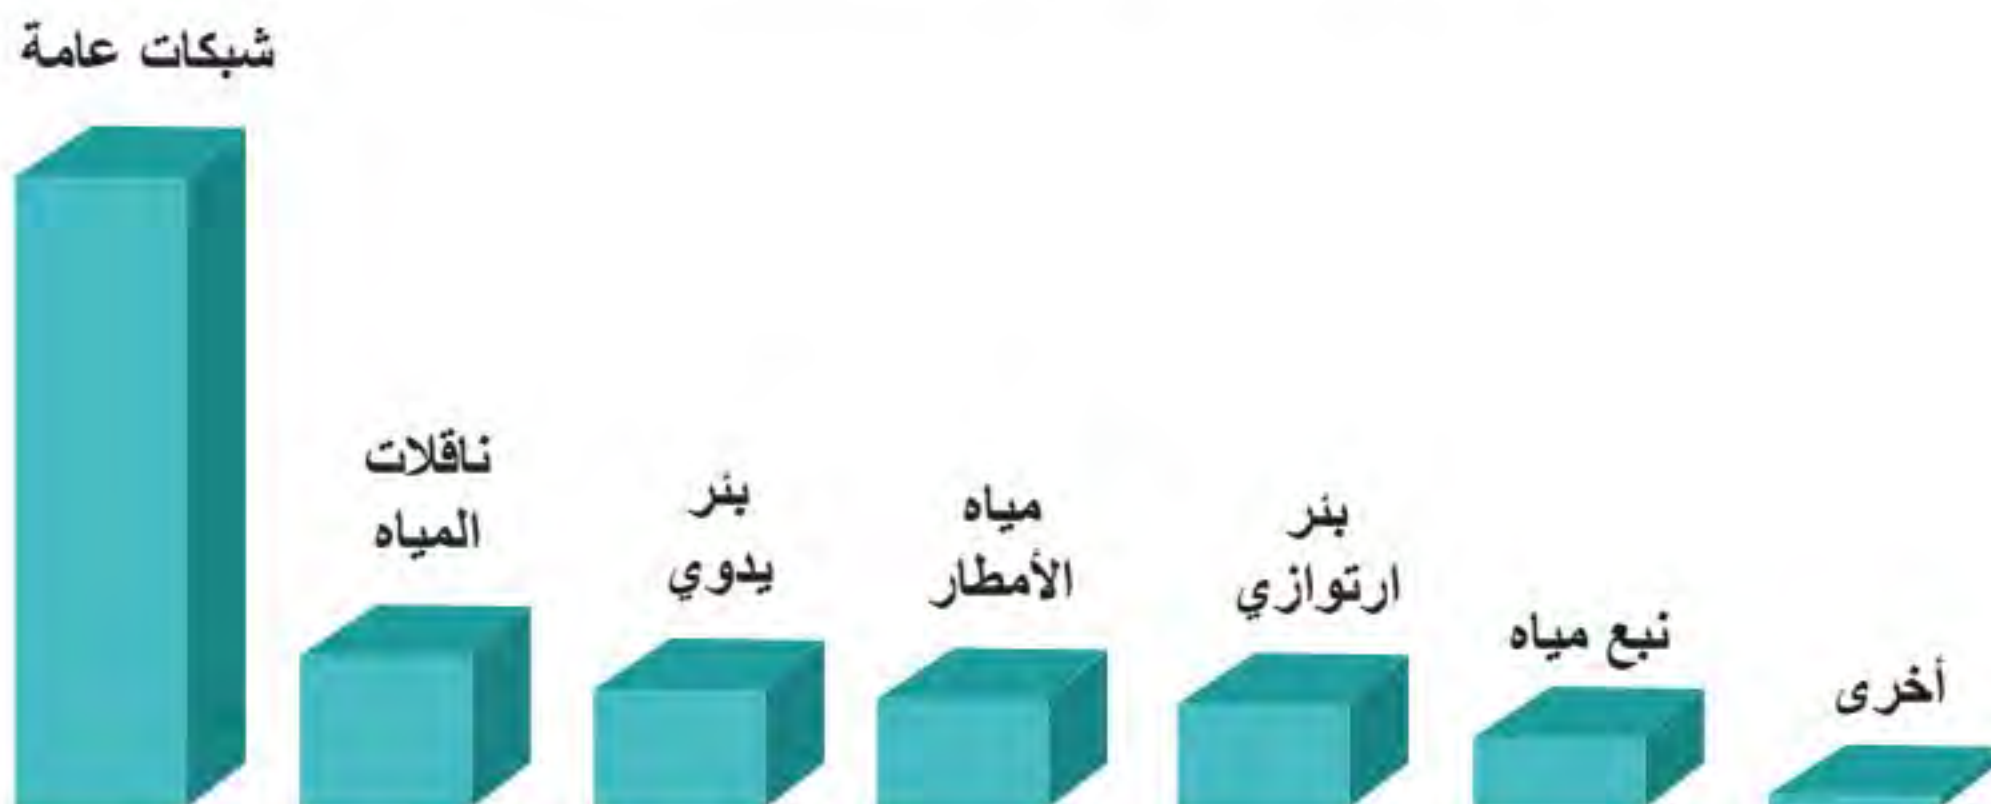 شبكات عامة
ناقلات
المياه
بئر
يدوي
مياه
الأمطار
بئر
ارتوازي
نبع مياه
أخرى